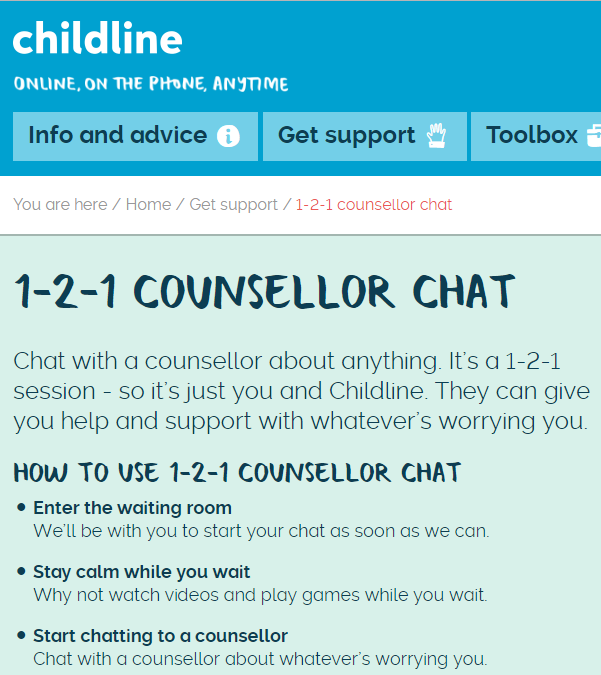 childline
ONLINE, ON THE PHONE, ANYTIME
Info and advice
Get support
Toolbox
You are here / Home / Get support / 1-2-1 counsellor chat
1-2-1 COUNSELLOR CHAT
Chat with a counsellor about anything. It's a 1-2-1
session - so it's just you and Childline. They can give
you help and support with whatever's worrying you.
HOW TO USE 1-2-1 COUNSELLOR CHAT
• Enter the waiting room
We'll be with you to start your chat as soon as we can.
• Stay calm while you wait
Why not watch videos and play games while you wait.
• Start chatting to a counsellor
Chat with a counsellor about whatever's worrying you.